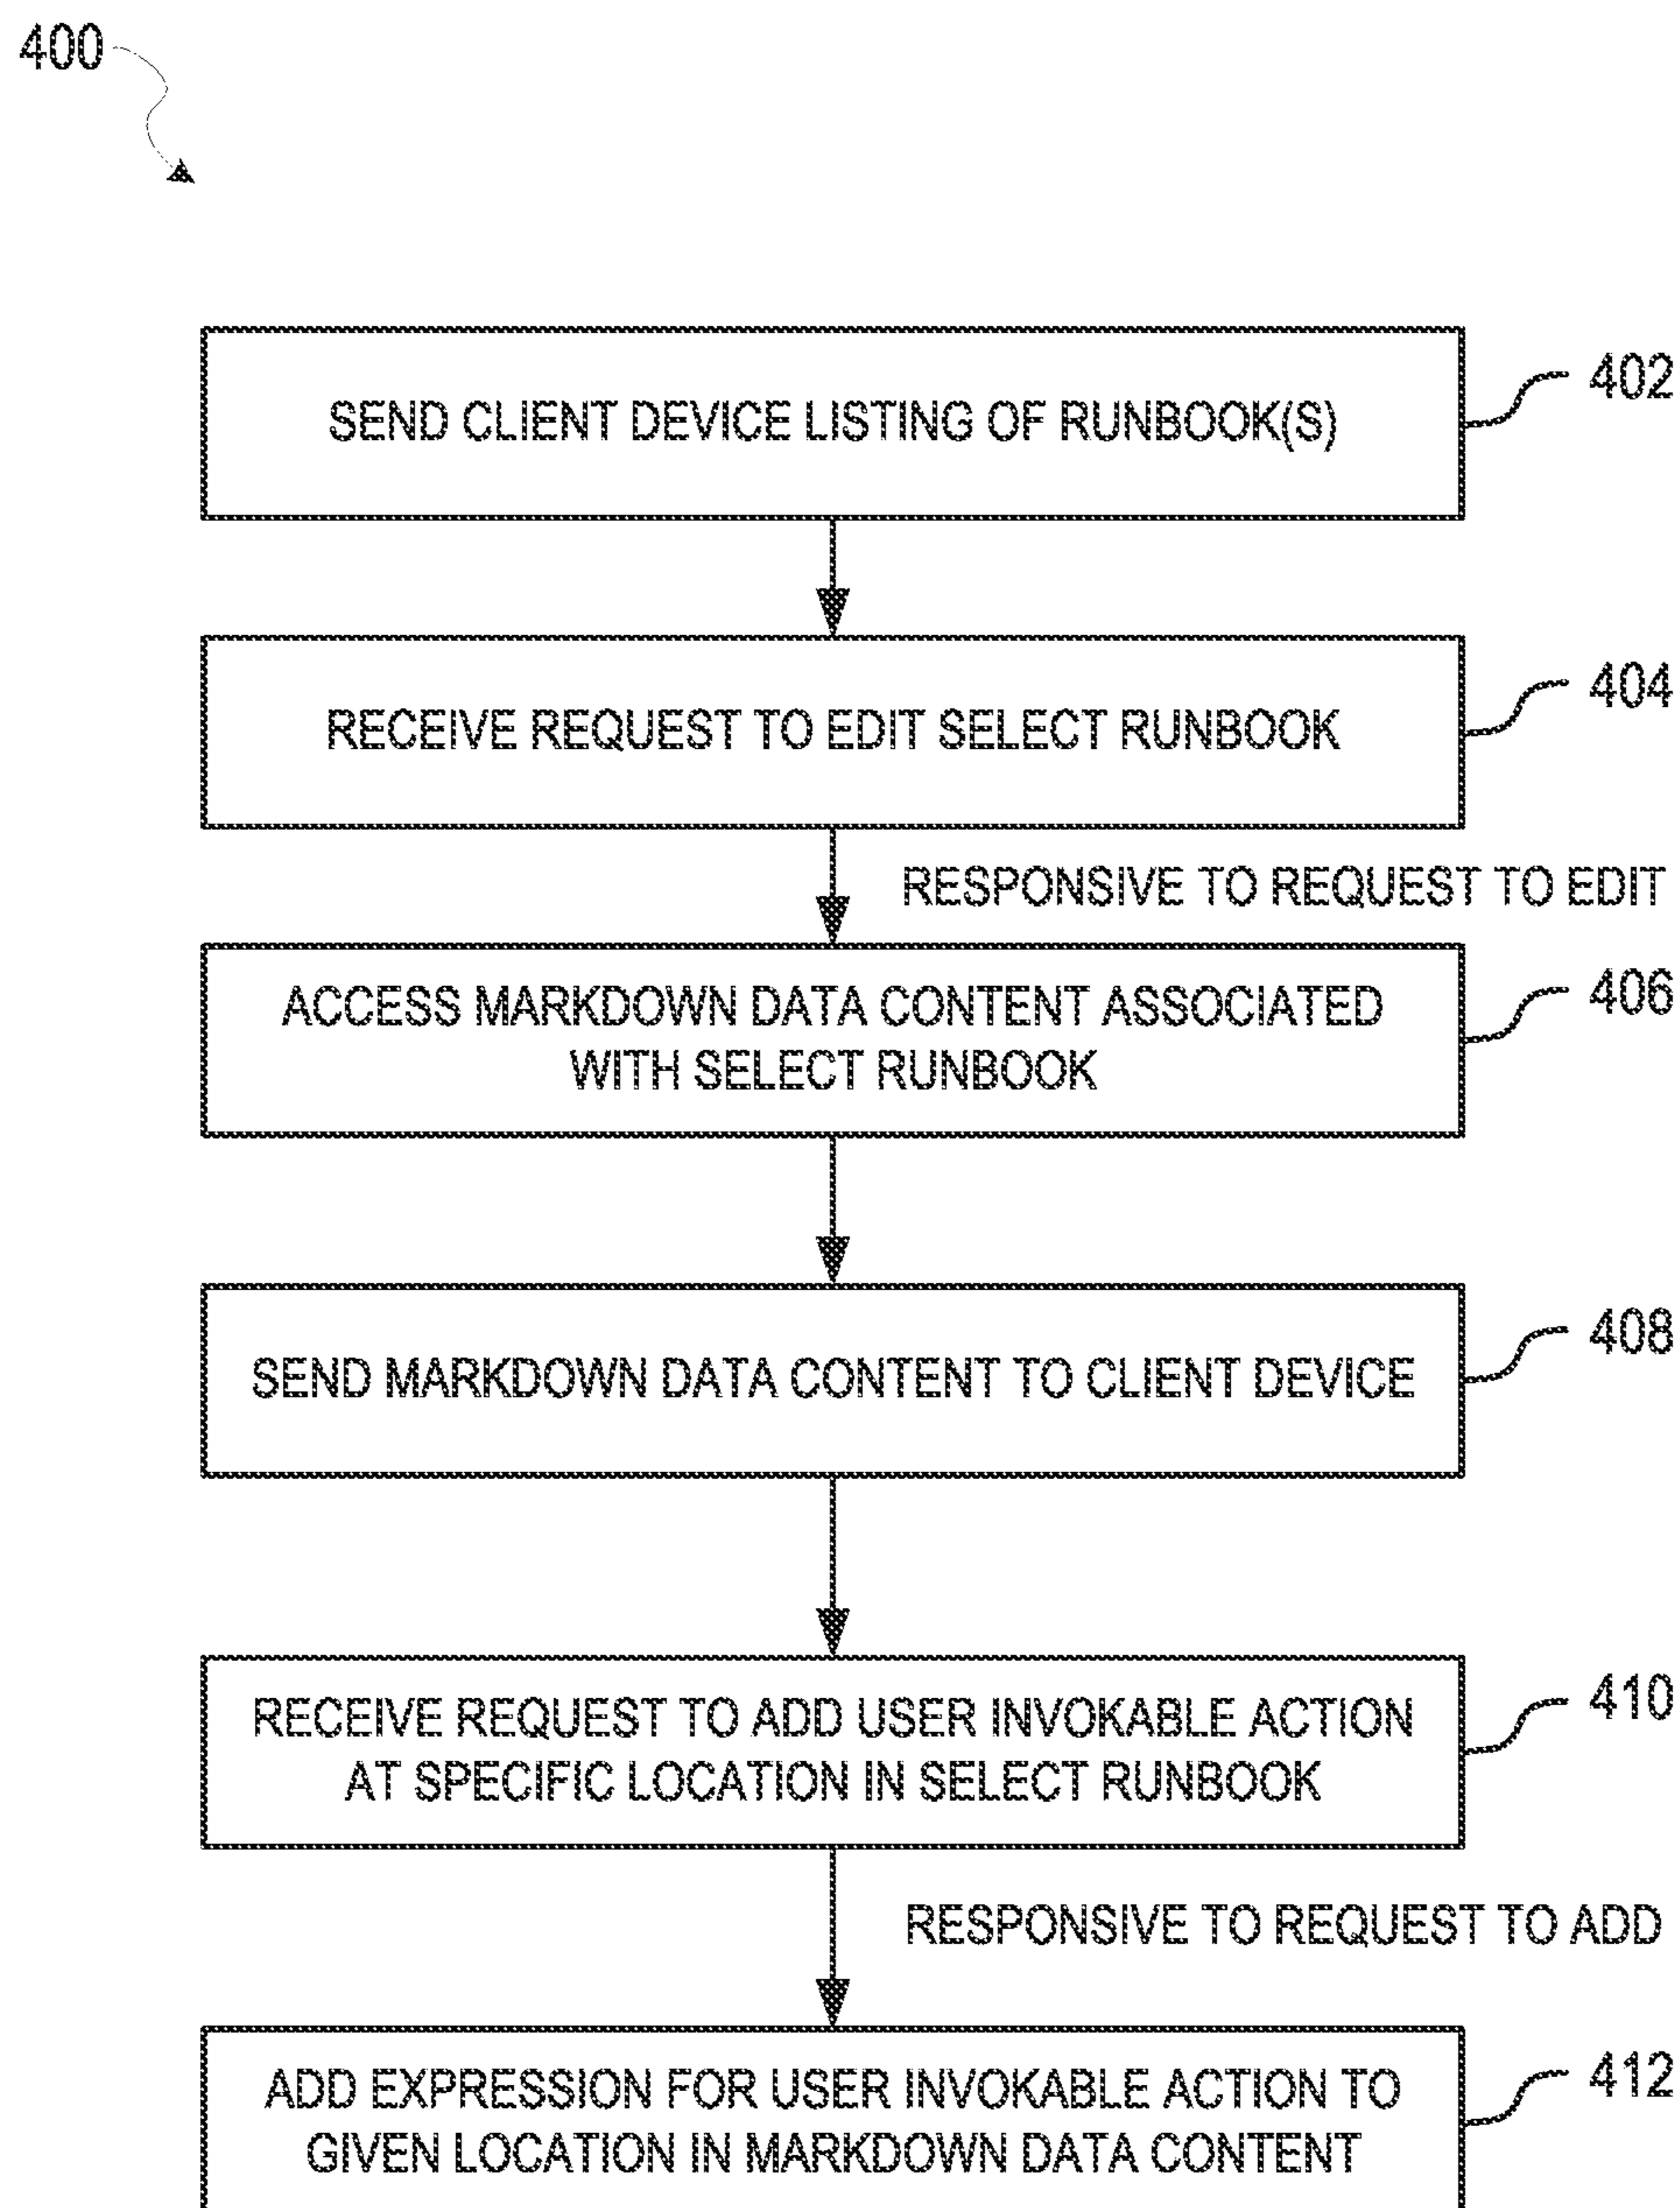 400
SEND CLIENT DEVICE LISTING OF RUNBOOK(S)
402
RECEIVE REQUEST TO EDIT SELECT RUNBOOK
404
RESPONSIVE TO REQUEST TO EDIT
ACCESS MARKDOWN DATA CONTENT ASSOCIATED
WITH SELECT RUNBOOK
406
SEND MARKDOWN DATA CONTENT TO CLIENT DEVICE
408
RECEIVE REQUEST TO ADD USER INVOKABLE ACTION
AT SPECIFIC LOCATION IN SELECT RUNBOOK
410
RESPONSIVE TO REQUEST TO ADD
ADD EXPRESSION FOR USER INVOKABLE ACTION TO
GIVEN LOCATION IN MARKDOWN DATA CONTENT
412